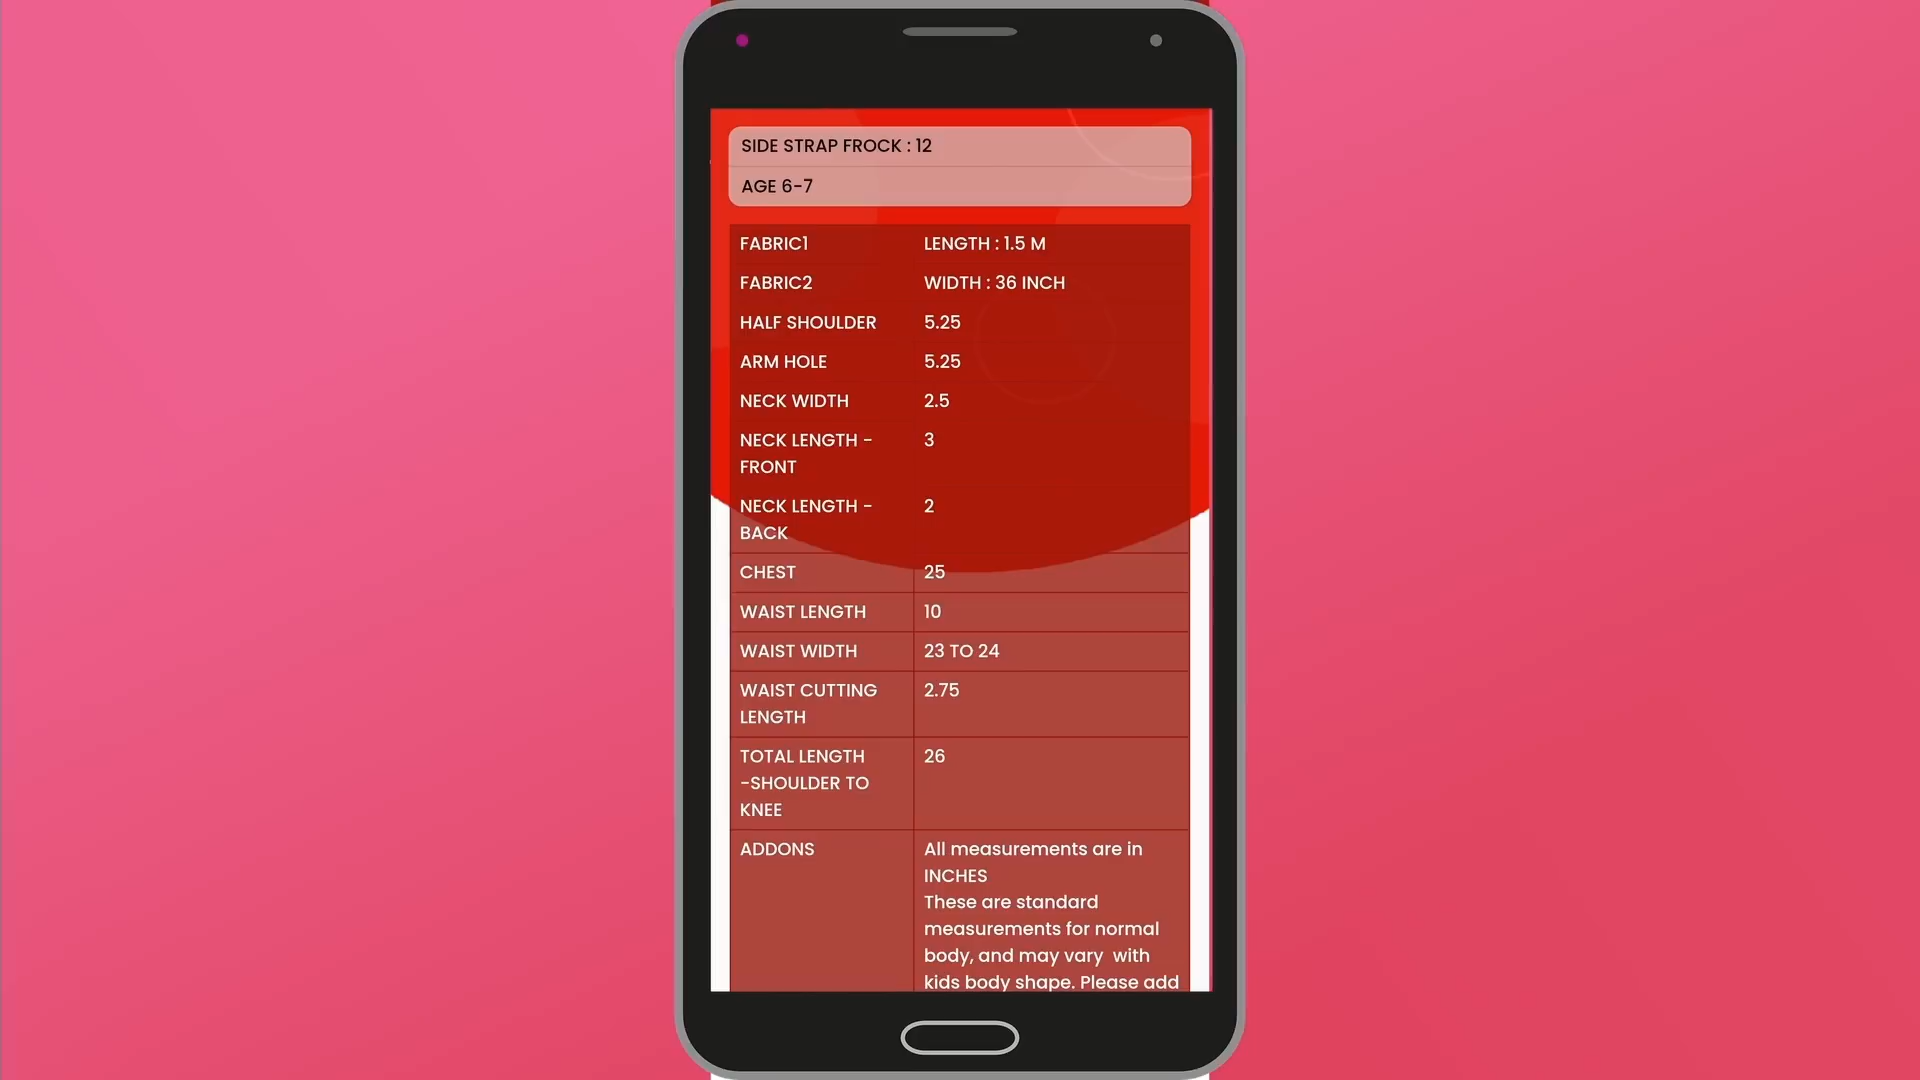 SIDE STRAP FROCK : 12
AGE 6-7
FABRIC1 LENGTH : 1.5 M
FABRIC2 WIDTH : 36 INCH
HALF SHOULDER 5.25
ARM HOLE 5.25
NECK WIDTH 2.5
NECK LENGTH - 3
FRONT
NECK LENGTH - 2
BACK
CHEST 25
WAIST LENGTH 10
WAIST WIDTH 23 TO 24
WAIST CUTTING 2.75
LENGTH
TOTAL LENGTH 26
-SHOULDER TO
KNEE
ADDONS All measurements are in
INCHES
These are standard
measurements for normal
body, and may vary with
kids body shape. Please add